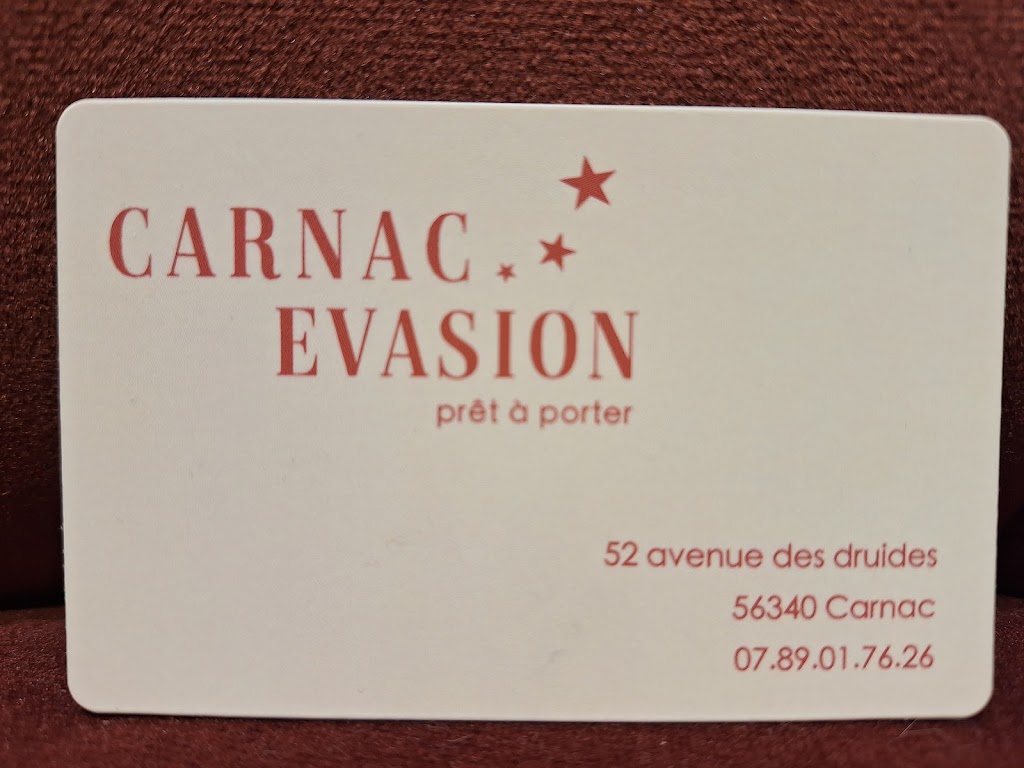 CARNAC
EVASION
prêt à porter
52 avenue des druides
56340 Carnac
07.89.01.76.26